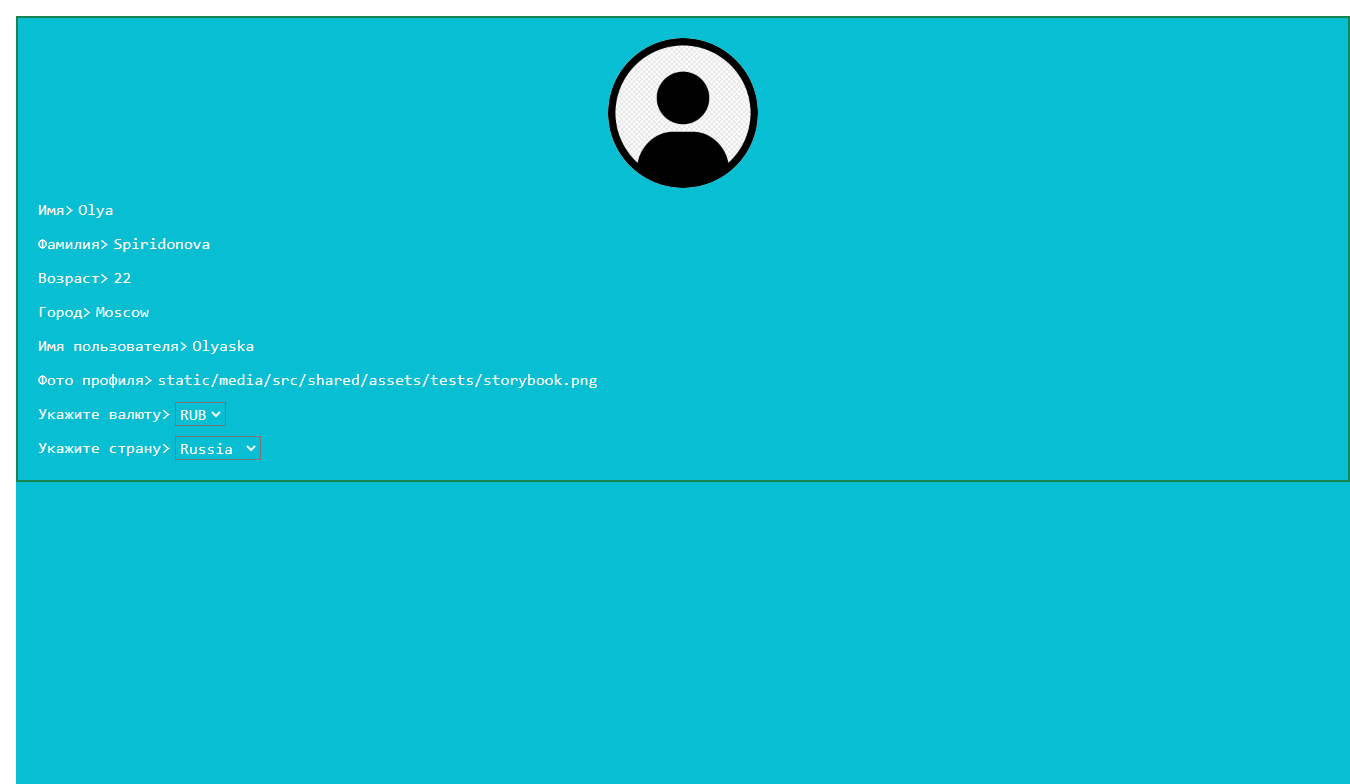 Имя> Olya
Фамилия> Spiridonova
Возраст> 22
Город> Moscow
Имя пользователя> Olyaska
Фото профиля> static/media/src/shared/assets/tests/storybook.png
Укажите валюту> RUB
Укажите страну> Russia